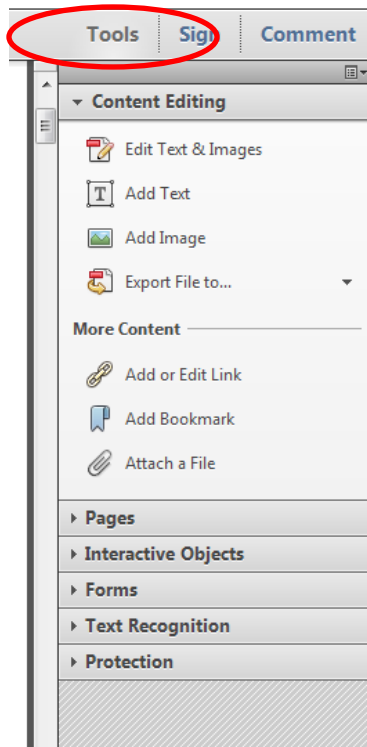 Tools Sign Comment
Content Editing
Edit Text & Images
T Add Text
Add Image
Export File to...
More Content
Add or Edit Link
Add Bookmark
Attach a File
Pages
Interactive Objects
Forms
Text Recognition
Protection